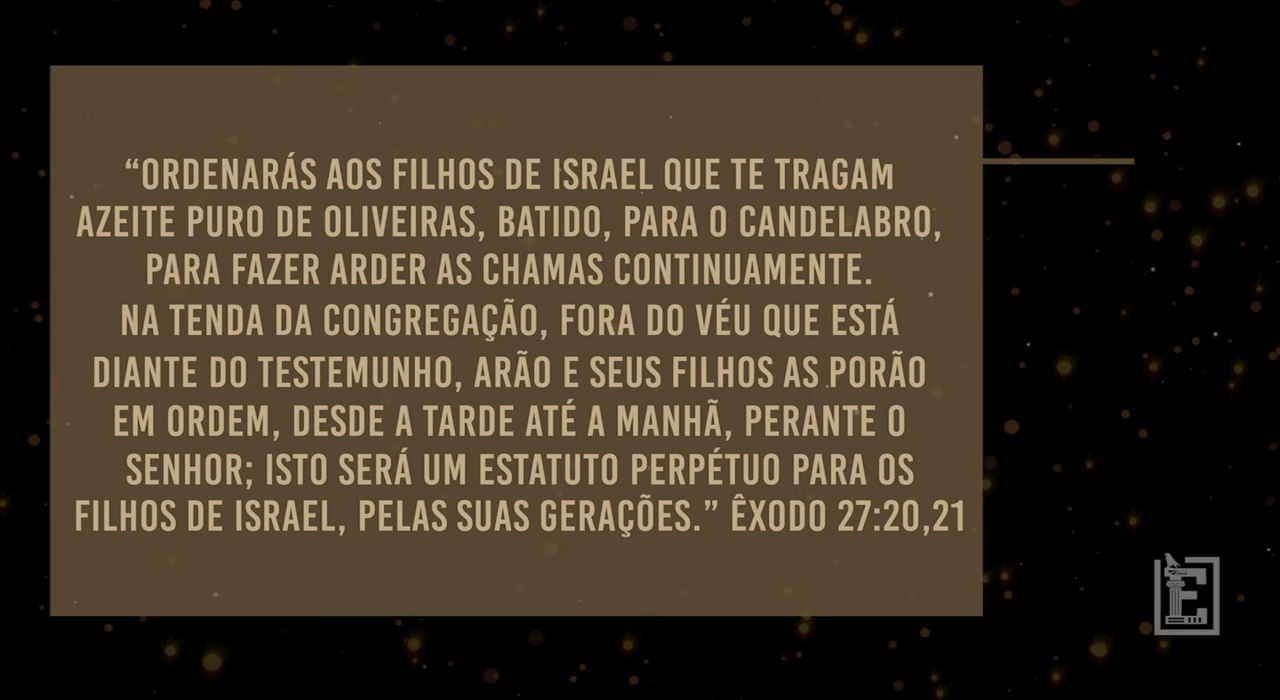 “ORDENARÁS AOS FILHOS DE ISRAEL QUE TE TRAGAM
AZEITE PURO DE OLIVEIRAS, BATIDO, PARA O CANDELABRO,
PARA FAZER ARDER AS CHAMAS CONTINUAMENTE.
NA TENDA DA CONGREGAÇÃO, FORA DO VÉU QUE ESTÁ
DIANTE DO TESTEMUNHO, ARÃO E SEUS FILHOS AS PORÃO
EM ORDEM, DESDE A TARDE ATÉ A MANHÃ, PERANTE O
SENHOR; ISTO SERÁ UM ESTATUTO PERPÉTUO PARA OS
FILHOS DE ISRAEL, PELAS SUAS GERAÇÕES.” ÊXODO 27:20,21
E